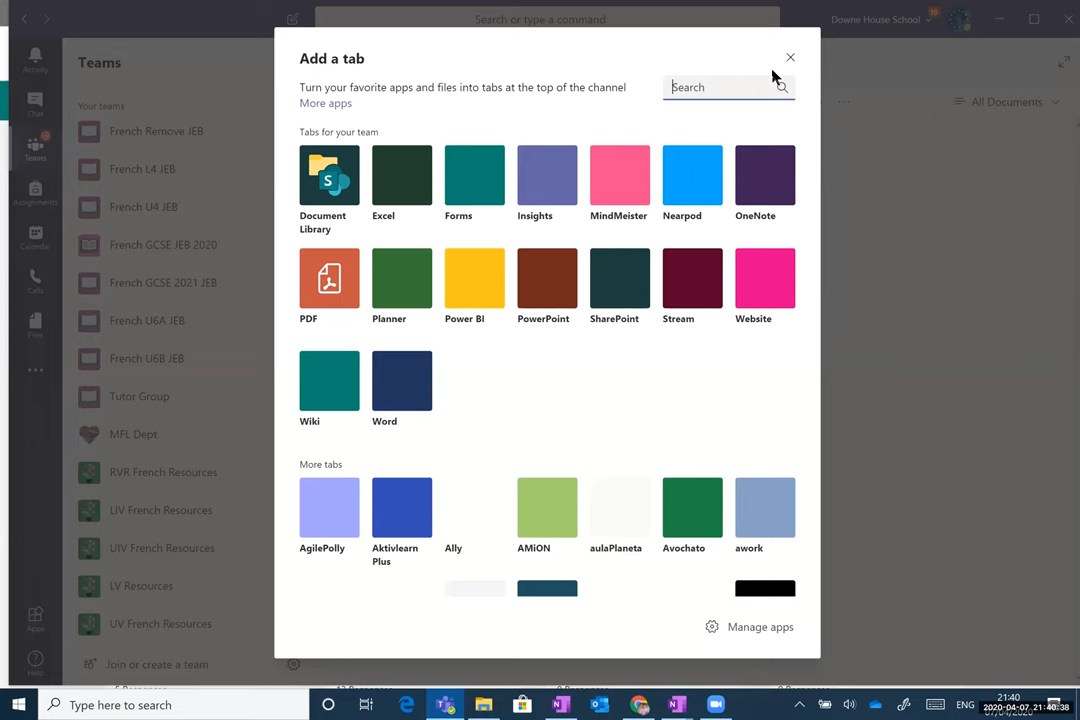 Search or type a command
Downe House School
Activity
Chat
Teams
Assignments
Calendar
Calls
Files
Apps
Help
Teams
Your teams
French Remove JEB
French L4 JEB
French U4 JEB
French GCSE JEB 2020
French GCSE 2021 JEB
French U6A JEB
French U6B JEB
Tutor Group
MFL Dept
RVR French Resources
LIV French Resources
UIV French Resources
LV Resources
UV French Resources
Join or create a team
All Documents
Add a tab
Turn your favorite apps and files into tabs at the top of the channel
More apps
Search
Tabs for your team
Document Library
Excel
Forms
Insights
MindMeister
Nearpod
OneNote
PDF
Planner
Power BI
PowerPoint
SharePoint
Stream
Website
Wiki
Word
More tabs
AgilePolly
Aktivlearn Plus
Ally
AMiON
aulaPlaneta
Avochato
awork
Manage apps
Type here to search
ENG
21:40
2020-04-07 21:40:38